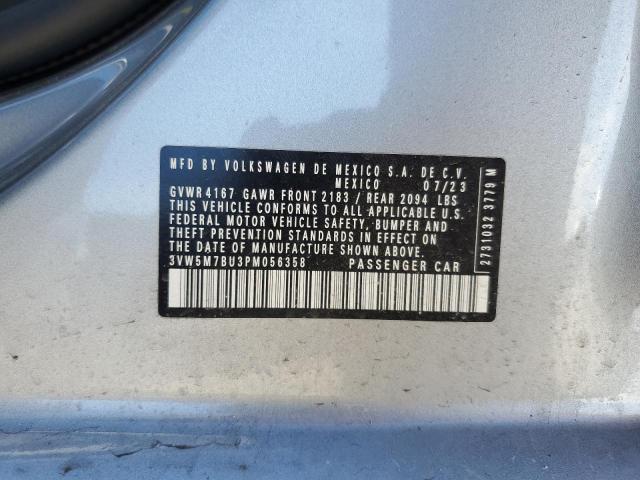 MFD BY VOLKSWAGEN DE MEXICO S.A. DE C.V.
MEXICO 07/23
GVWR 4167 GAWR FRONT 2183 / REAR 2094 LBS
THIS VEHICLE CONFORMS TO ALL APPLICABLE U.S.
FEDERAL MOTOR VEHICLE SAFETY, BUMPER AND
THEFT PREVENTION STANDARDS IN EFFECT ON
THE DATE OF MANUFACTURE SHOWN ABOVE.
3VW5M7BU3PM056358 PASSENGER CAR
2731032 3779 M